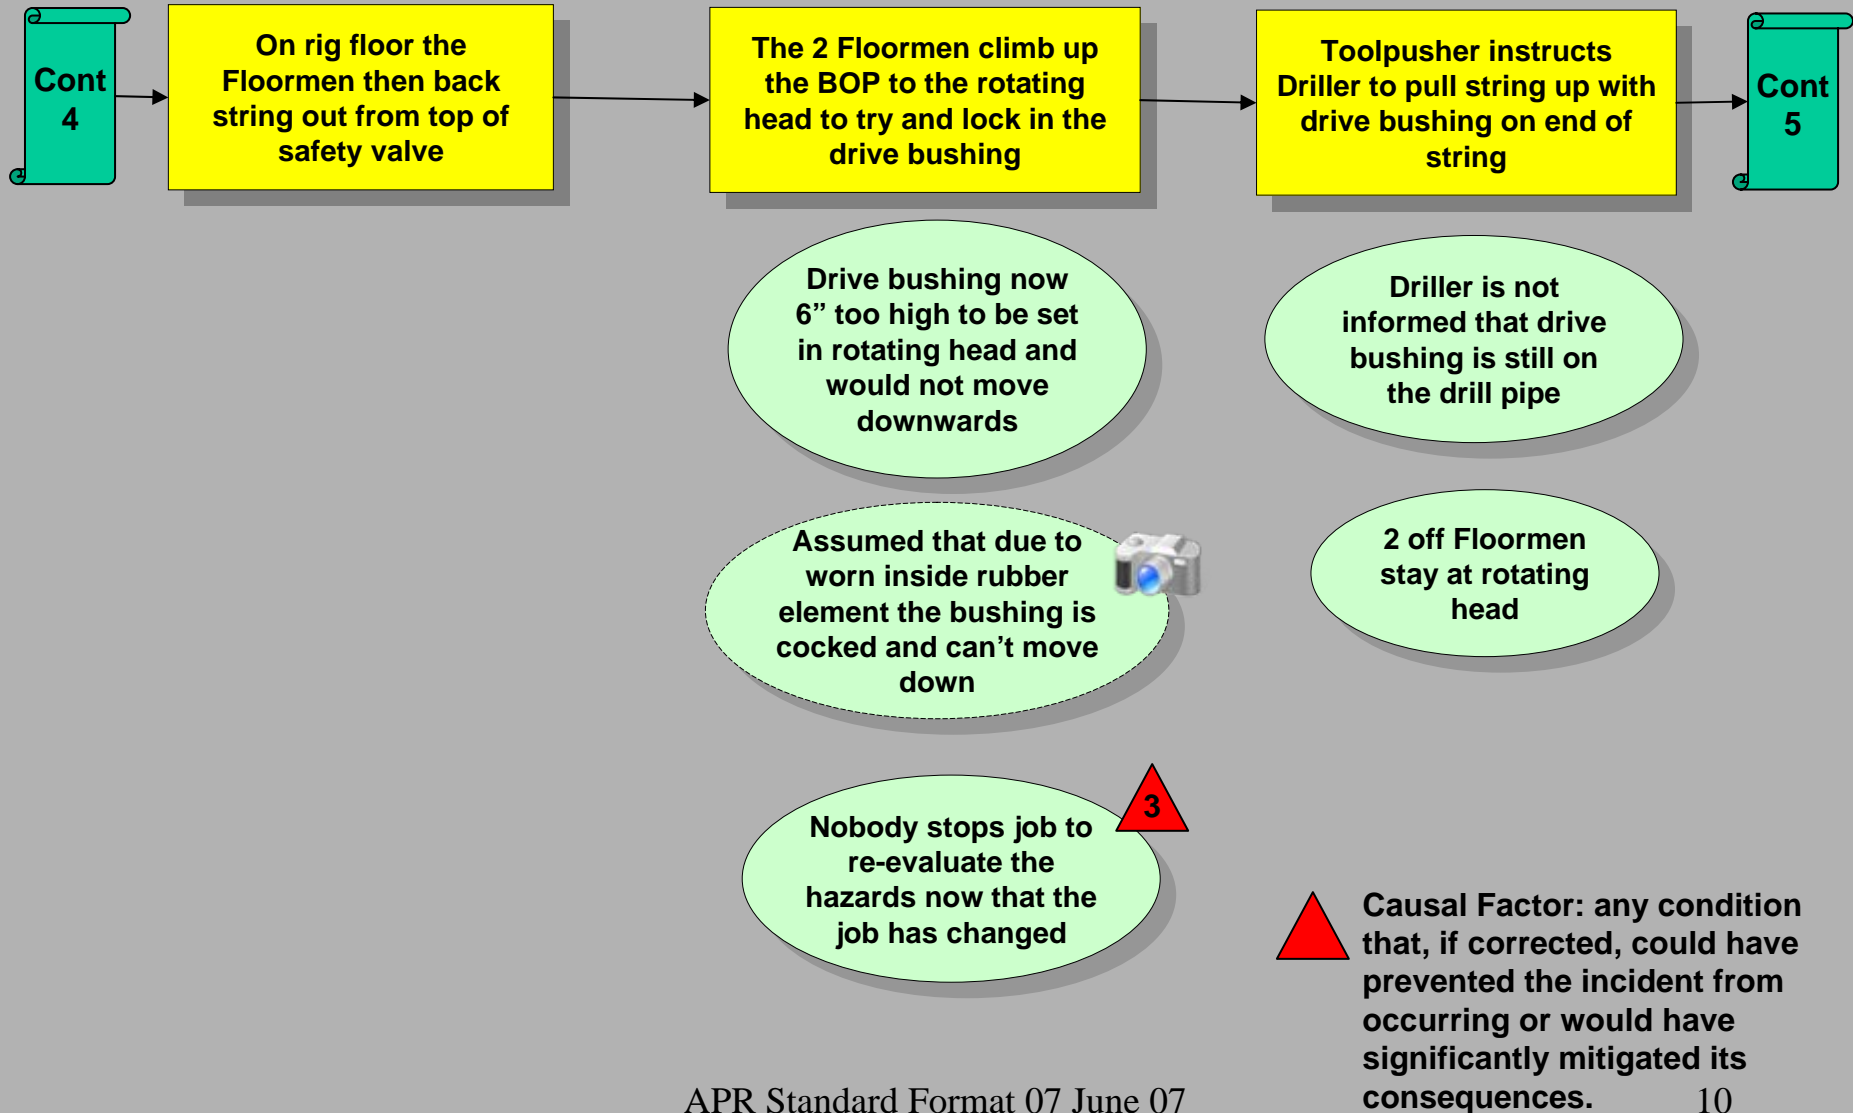 Cont
4
On rig floor the
Floormen then back
string out from top of
safety valve
The 2 Floormen climb up
the BOP to the rotating
head to try and lock in the
drive bushing
Toolpusher instructs
Driller to pull string up with
drive bushing on end of
string
Cont
5
Drive bushing now
6” too high to be set
in rotating head and
would not move
downwards
Driller is not
informed that drive
bushing is still on
the drill pipe
Assumed that due to
worn inside rubber
element the bushing is
cocked and can’t move
down
2 off Floormen
stay at rotating
head
3
Nobody stops job to
re-evaluate the
hazards now that the
job has changed
Causal Factor: any condition
that, if corrected, could have
prevented the incident from
occurring or would have
significantly mitigated its
consequences.
APR Standard Format 07 June 07
10